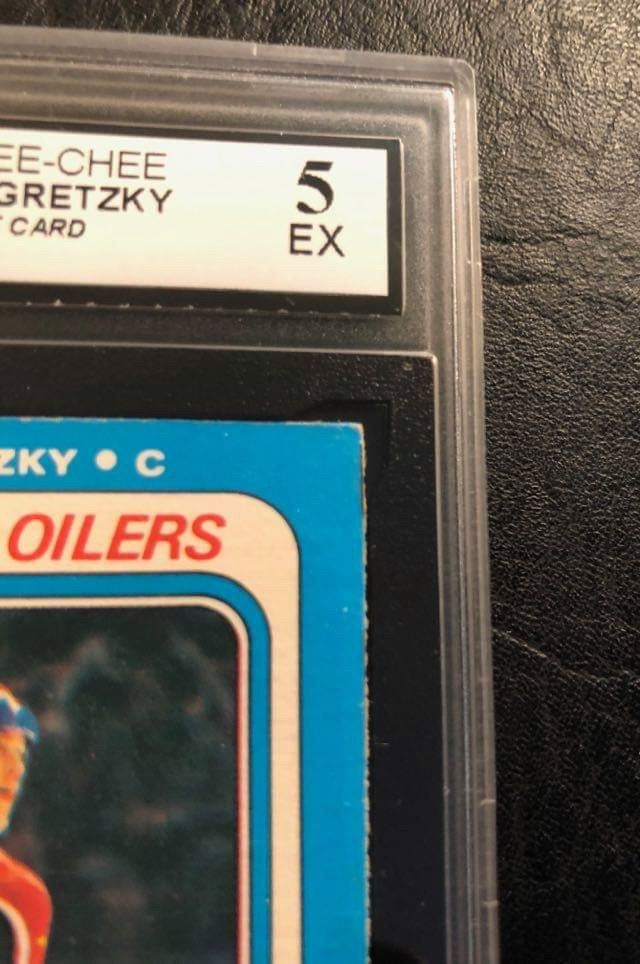 EE-CHEE
GRETZKY
CARD
5
EX
ZKY • C
OILERS